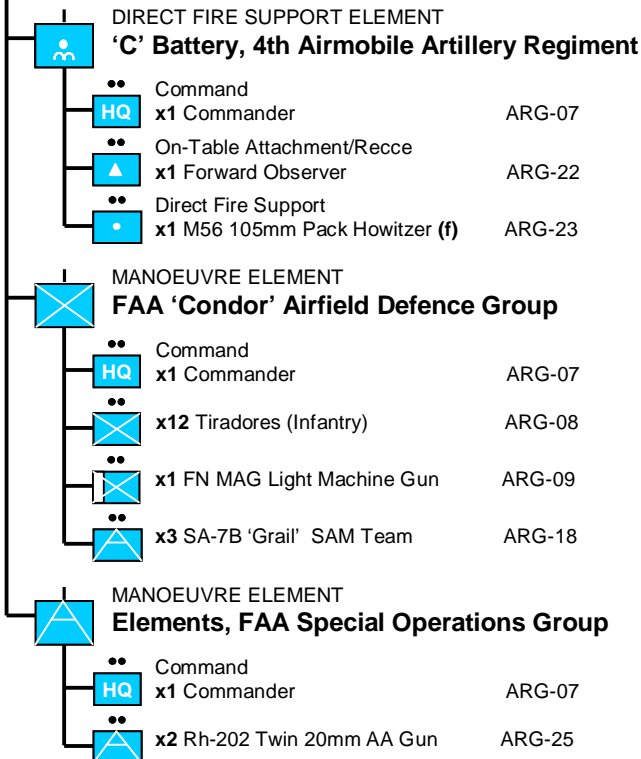 DIRECT FIRE SUPPORT ELEMENT
‘C’ Battery, 4th Airmobile Artillery Regiment
Command
HQ x1 Commander ARG-07
On-Table Attachment/Recce
x1 Forward Observer ARG-22
Direct Fire Support
x1 M56 105mm Pack Howitzer (f) ARG-23
MANOEUVRE ELEMENT
FAA ‘Condor’ Airfield Defence Group
Command
HQ x1 Commander ARG-07
x12 Tiradores (Infantry) ARG-08
x1 FN MAG Light Machine Gun ARG-09
x3 SA-7B ‘Grail’ SAM Team ARG-18
MANOEUVRE ELEMENT
Elements, FAA Special Operations Group
Command
HQ x1 Commander ARG-07
x2 Rh-202 Twin 20mm AA Gun ARG-25